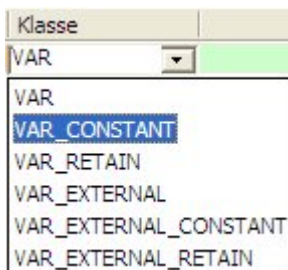 Klasse
VAR
VAR
VAR_CONSTANT
VAR_RETAIN
VAR_EXTERNAL
VAR_EXTERNAL_CONSTANT
VAR_EXTERNAL_RETAIN